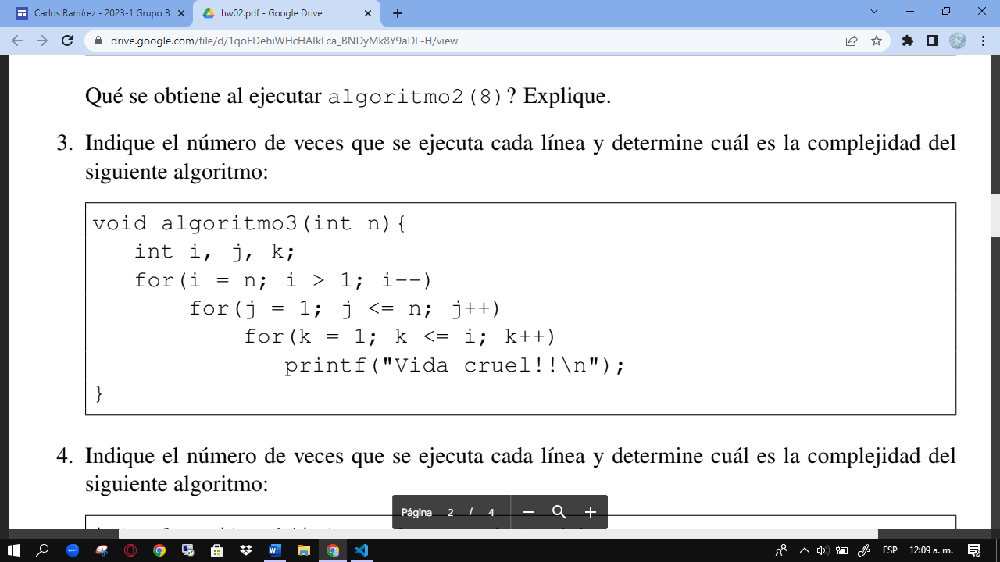 Carlos Ramírez - 2023-1 Grupo B
hw02.pdf - Google Drive
drive.google.com/file/d/1qoEDehiWHcHAIkLca_BNDyMk8Y9aDL-H/view
Qué se obtiene al ejecutar algoritmo2(8)? Explique.
3. Indique el número de veces que se ejecuta cada línea y determine cuál es la complejidad del
siguiente algoritmo:
void algoritmo3(int n){
int i, j, k;
for(i = n; i > 1; i--)
for(j = 1; j <= n; j++)
for(k = 1; k <= i; k++)
printf("Vida cruel!!\n");
}
4. Indique el número de veces que se ejecuta cada línea y determine cuál es la complejidad del
siguiente algoritmo:
Página 2 / 4
ESP 12:09 a. m.